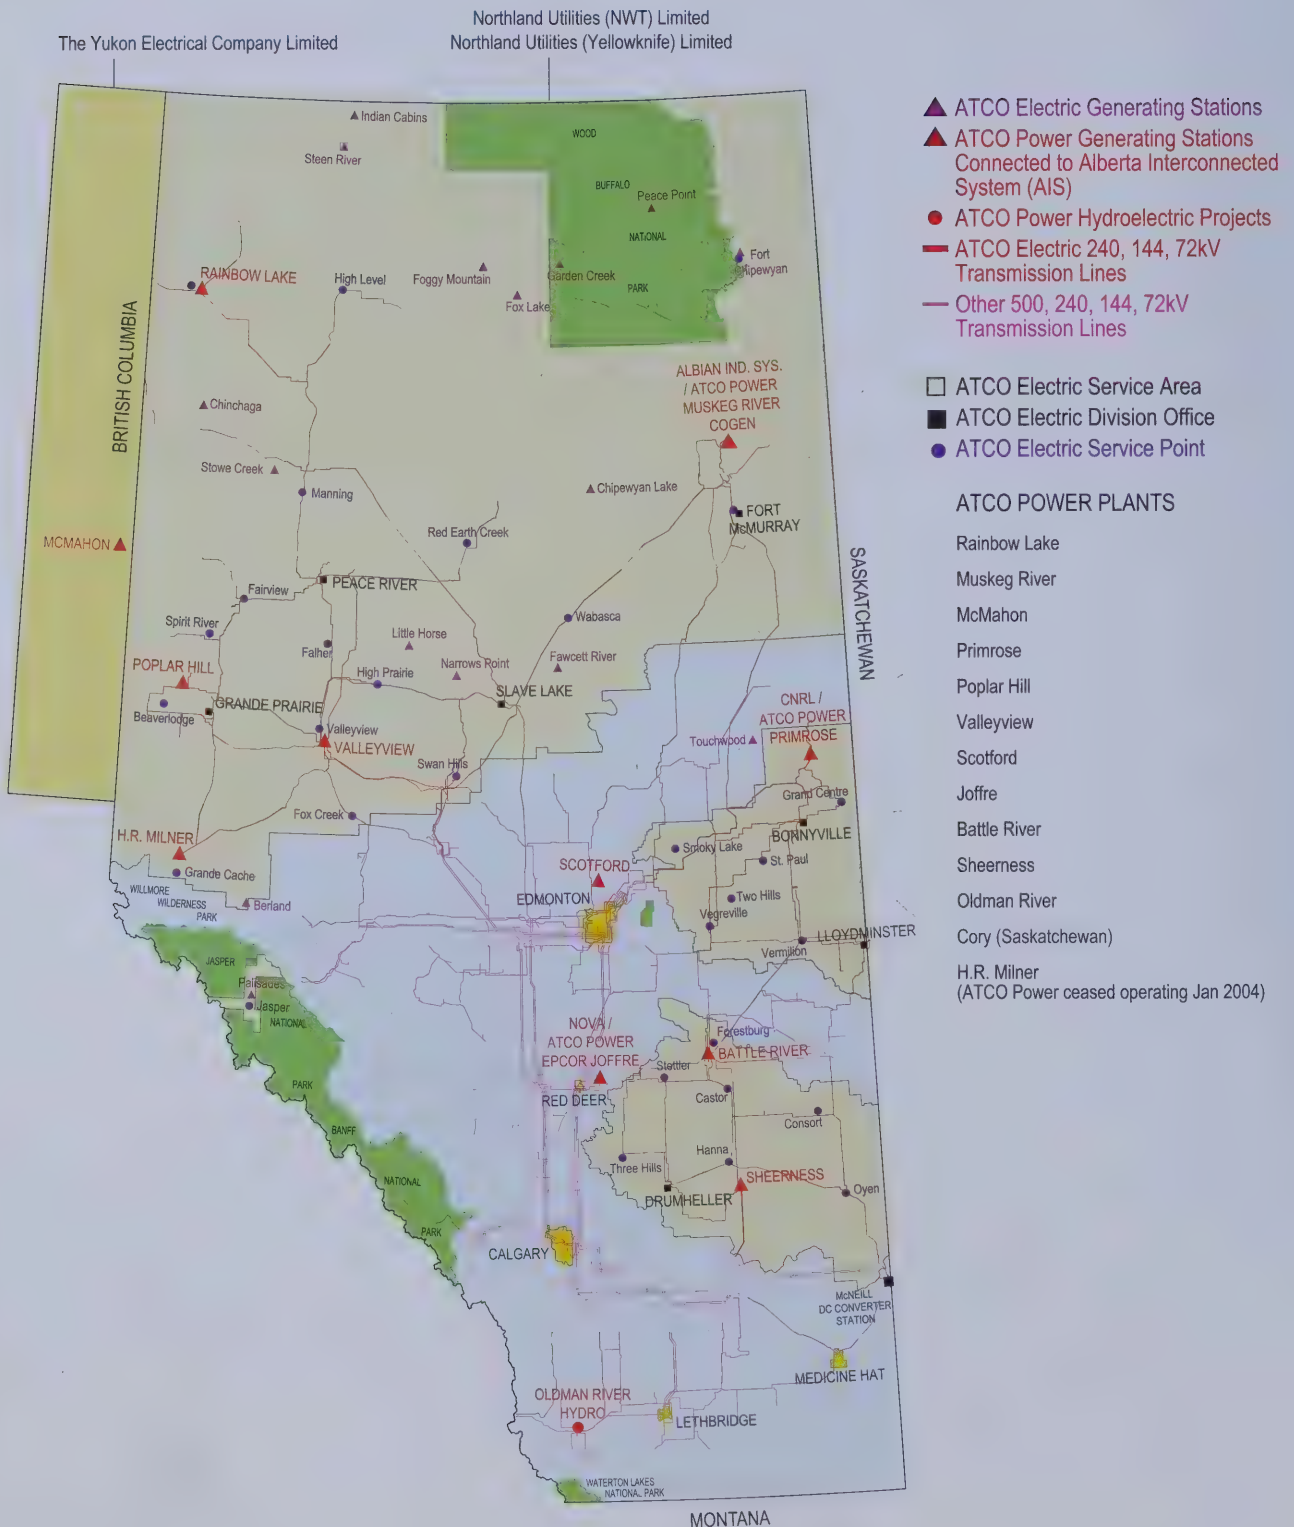 Northland Utilities (NWT) Limited
Northland Utilities (Yellowknife) Limited
The Yukon Electrical Company Limited
ATCO Electric Generating Stations
ATCO Power Generating Stations
Connected to Alberta Interconnected
System (AIS)
ATCO Power Hydroelectric Projects
ATCO Electric 240, 144, 72kV
Transmission Lines
Other 500, 240, 144, 72kV
Transmission Lines
ATCO Electric Service Area
ATCO Electric Division Office
ATCO Electric Service Point
ATCO POWER PLANTS
Rainbow Lake
Muskeg River
McMahon
Primrose
Poplar Hill
Valleyview
Scotford
Joffre
Battle River
Sheerness
Oldman River
Cory (Saskatchewan)
H.R. Milner
(ATCO Power ceased operating Jan 2004)
Indian Cabins
Steen River
WOOD
BUFFALO
Peace Point
NATIONAL
PARK
Garden Creek
Fort
Chipewyan
RAINBOW LAKE
High Level
Foggy Mountain
Fox Lake
BRITISH COLUMBIA
ALBIAN IND. SYS.
/ ATCO POWER
MUSKEG RIVER
COGEN
Chinchaga
Stowe Creek
Manning
Chipewyan Lake
Red Earth Creek
FORT
McMURRAY
MCMAHON
SASKATCHEWAN
PEACE RIVER
Fairview
Spirit River
Wabasca
Falher
Little Horse
High Prairie
Narrows Point
Fawcett River
POPLAR HILL
SLAVE LAKE
GRANDE PRAIRIE
Beaverlodge
Valleyview
VALLEYVIEW
CNRL /
ATCO POWER
PRIMROSE
Touchwood
Swan Hills
Grand Centre
Fox Creek
BONNYVILLE
H.R. MILNER
Smoky Lake
St. Paul
Grande Cache
SCOTFORD
EDMONTON
Two Hills
WILLMORE
WILDERNESS
PARK
Berland
Vegreville
LLOYDMINSTER
Vermilion
JASPER
Palisades
Jasper
NATIONAL
PARK
NOVA /
ATCO POWER
EPCOR JOFFRE
Forestburg
BATTLE RIVER
Stettler
RED DEER
Castor
Consort
BANFF
NATIONAL
PARK
Hanna
Three Hills
SHEERNESS
DRUMHELLER
Oyen
CALGARY
McNEILL
DC CONVERTER
STATION
MEDICINE HAT
OLDMAN RIVER
HYDRO
LETHBRIDGE
WATERTON LAKES
NATIONAL PARK
MONTANA